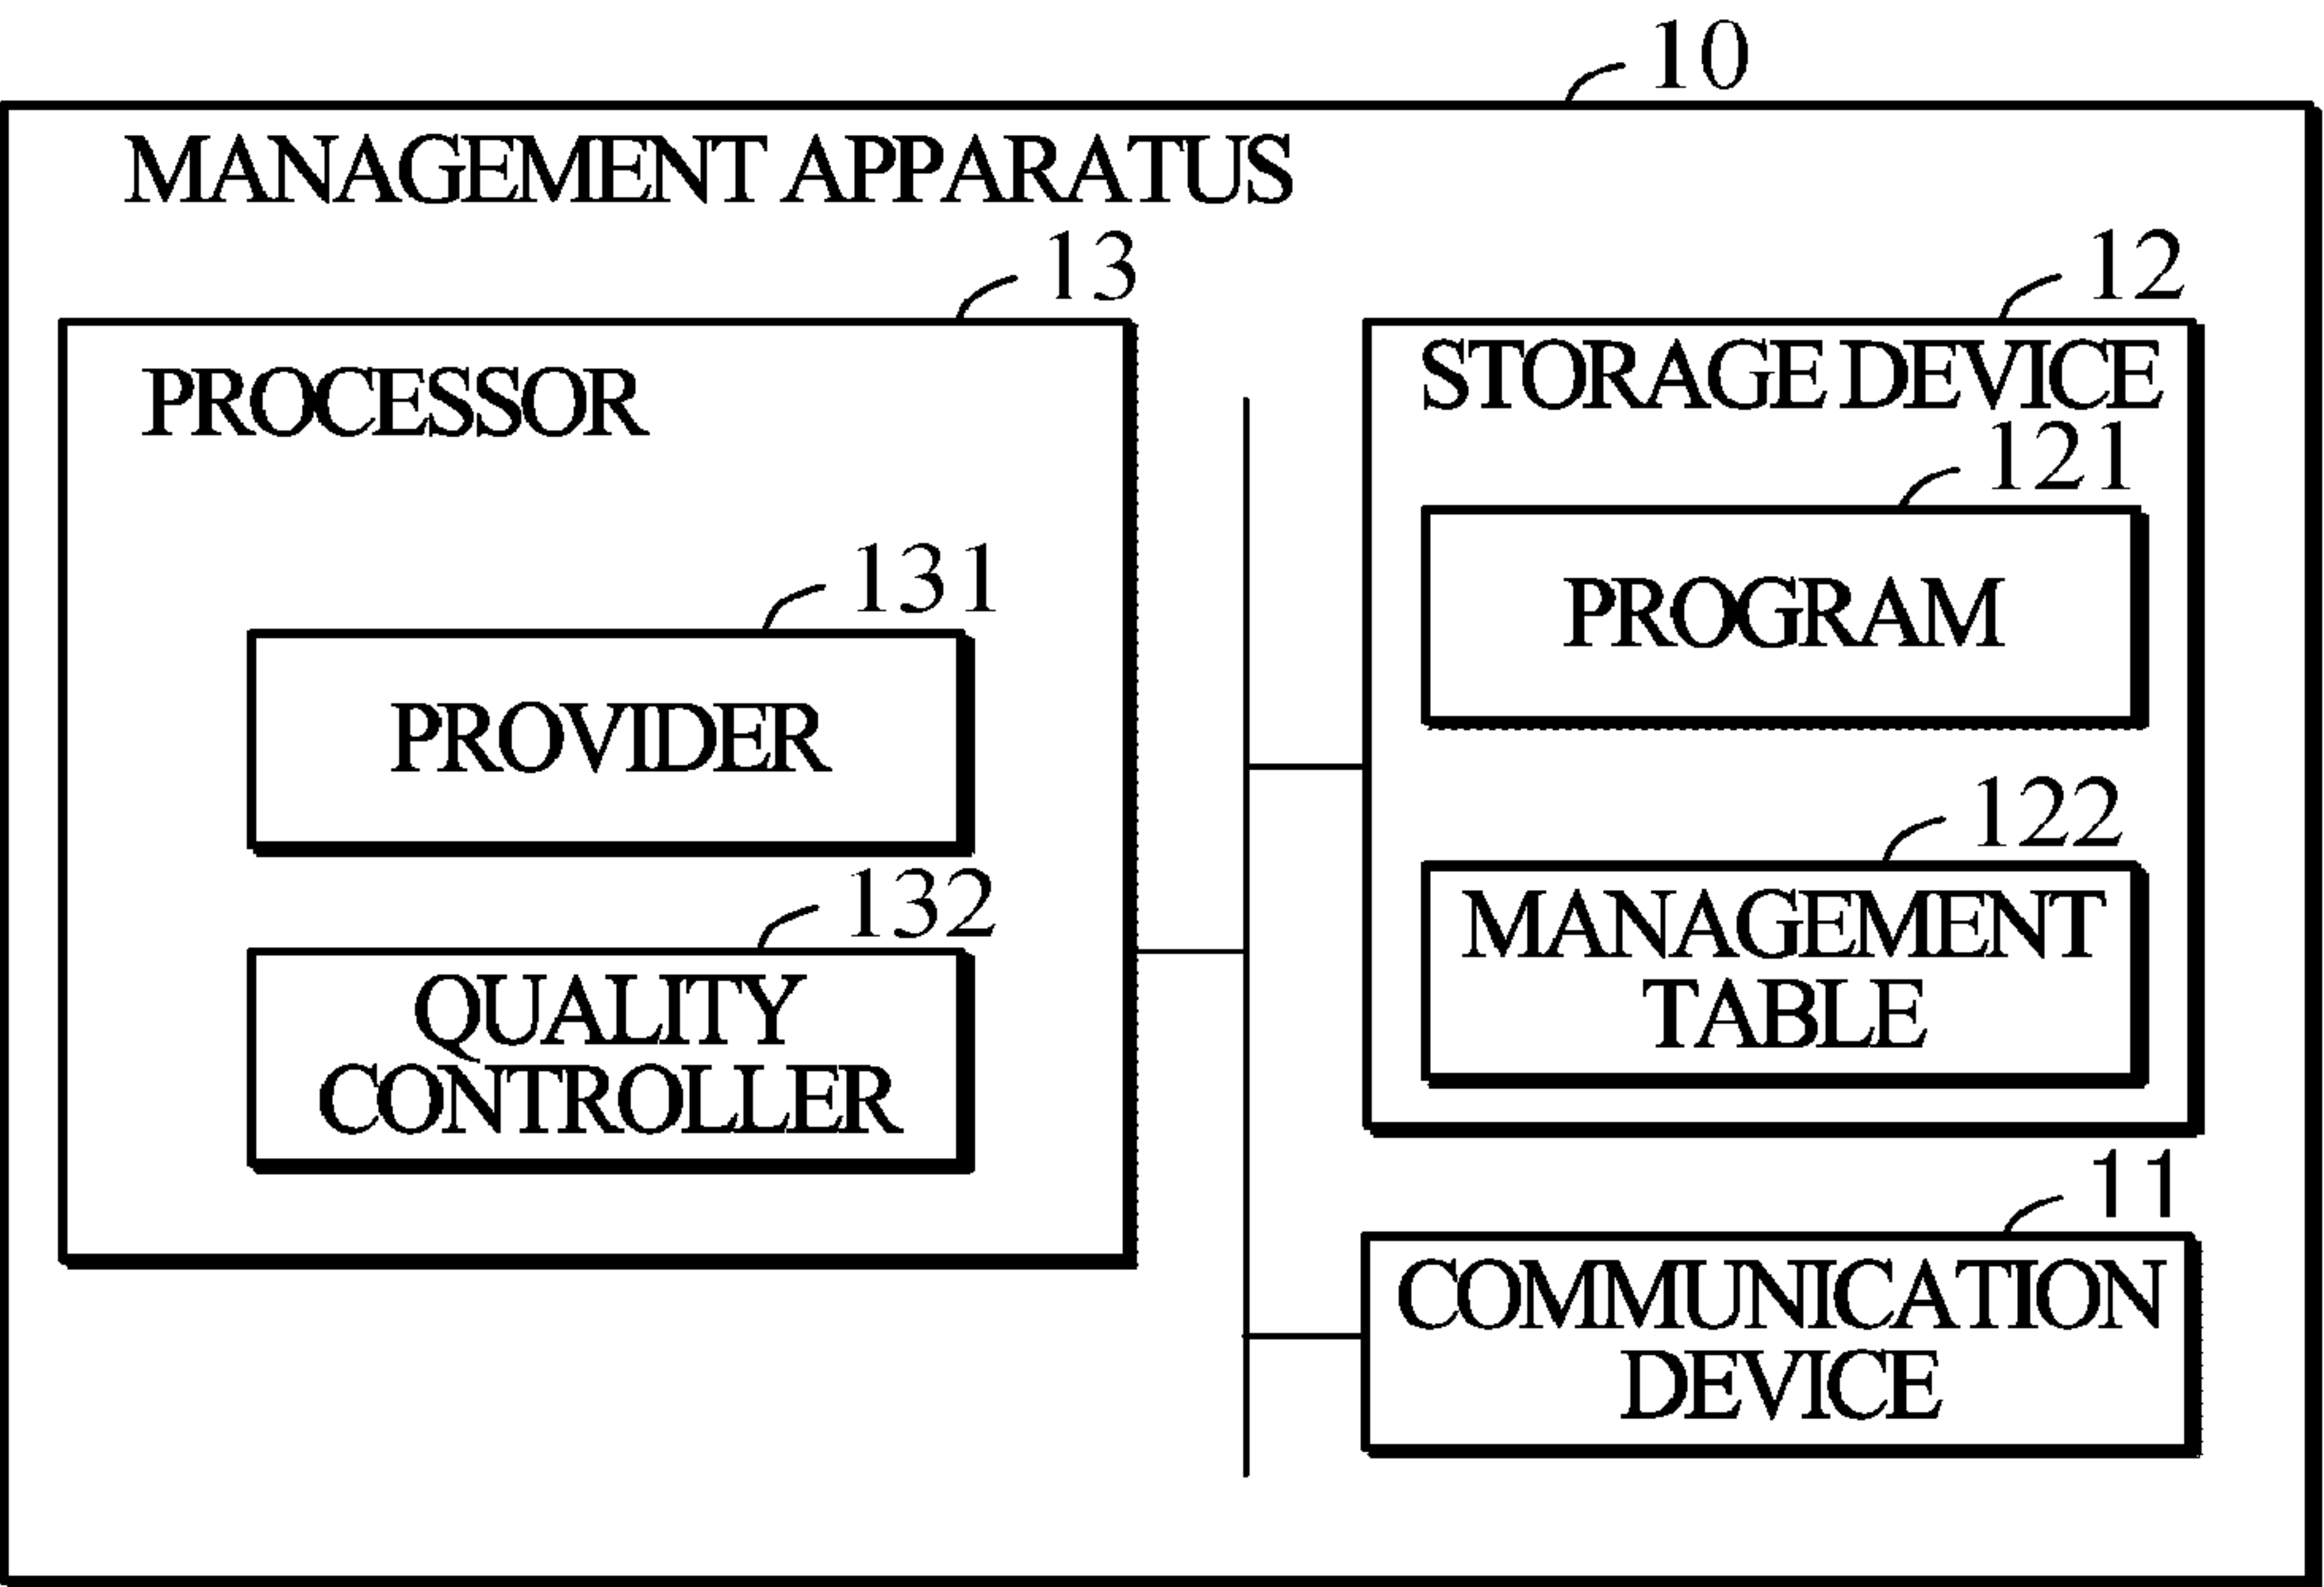 10
MANAGEMENT APPARATUS
13
PROCESSOR
131
PROVIDER
132
QUALITY
CONTROLLER
12
STORAGE DEVICE
121
PROGRAM
122
MANAGEMENT
TABLE
11
COMMUNICATION
DEVICE